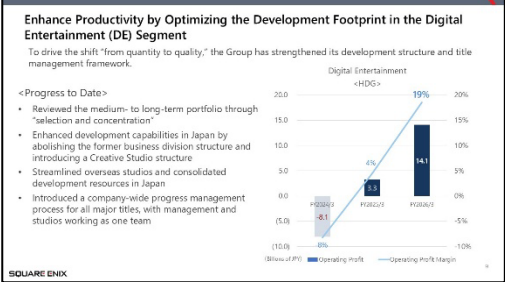 Enhance Productivity by Optimizing the Development Footprint in the Digital
Entertainment (DE) Segment
To drive the shift "from quantity to quality," the Group has strengthened its development structure and title
management framework.
<Progress to Date>
• Reviewed the medium- to long-term portfolio through
"selection and concentration"
• Enhanced development capabilities in Japan by
abolishing the former business division structure and
introducing a Creative Studio structure
• Streamlined overseas studios and consolidated
development resources in Japan
• Introduced a company-wide progress management
process for all major titles, with management and
studios working as one team
Digital Entertainment
<HDG>
20.0
15.0
10.0
5.0
0.0
(5.0)
(10.0)
20%
15%
10%
5%
0%
-5%
-10%
19%
4%
-8%
14.1
3.3
-8.1
FY2024/3
FY2025/3
FY2026/3
(Billions of JPY)
Operating Profit
Operating Profit Margin
SQUARE ENIX